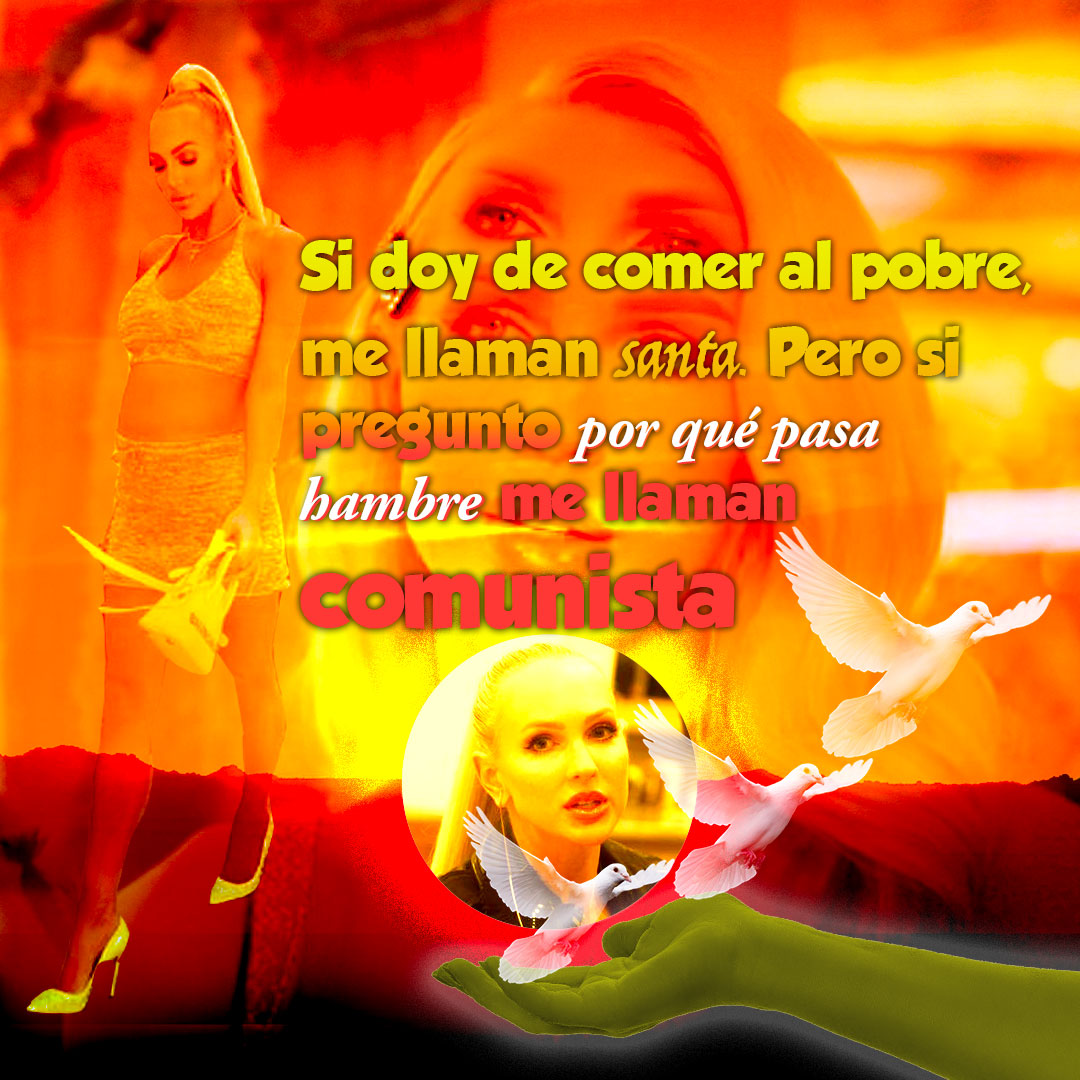 Si doy de comer al pobre,
me llaman santa. Pero si
pregunto por qué pasa
hambre me llaman
comunista